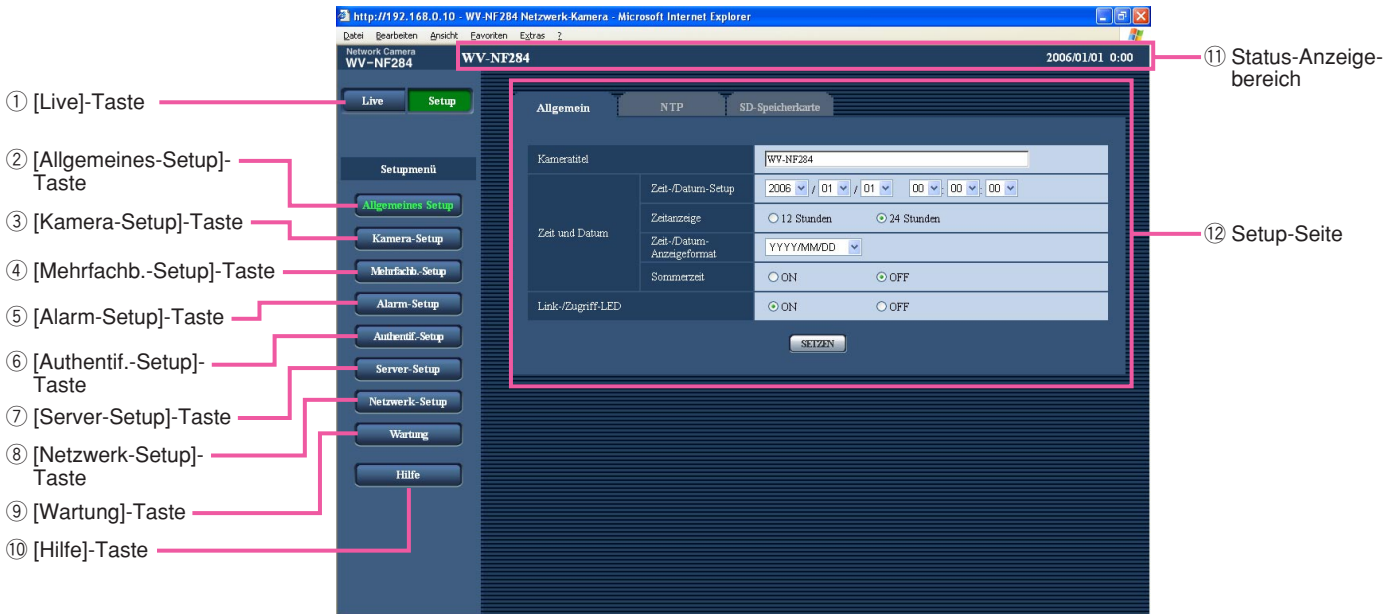 http://192.168.0.10 - WV-NF284 Netzwerk-Kamera - Microsoft Internet Explorer
Datei Bearbeiten Ansicht Favoriten Extras ?
Network Camera
WV-NF284
WV-NF284
2006/01/01 0:00
⑪ Status-Anzeige-
bereich
① [Live]-Taste
② [Allgemeines-Setup]-
Taste
③ [Kamera-Setup]-Taste
④ [Mehrfachb.-Setup]-Taste
⑤ [Alarm-Setup]-Taste
⑥ [Authentif.-Setup]-
Taste
⑦ [Server-Setup]-Taste
⑧ [Netzwerk-Setup]-
Taste
⑨ [Wartung]-Taste
⑩ [Hilfe]-Taste
Live Setup
Setupmenü
Allgemeines Setup
Kamera-Setup
Mehrfachb.-Setup
Alarm-Setup
Authentif.-Setup
Server-Setup
Netzwerk-Setup
Wartung
Hilfe
Allgemein NTP SD-Speicherkarte
Kameratitel WV-NF284
Zeit und Datum
Zeit-/Datum-Setup 2006 / 01 / 01 00 : 00 : 00
Zeitanzeige 12 Stunden 24 Stunden
Zeit-/Datum-
Anzeigeformat YYYY/MM/DD
Sommerzeit ON OFF
Link-/Zugriff-LED ON OFF
SETZEN
⑫ Setup-Seite